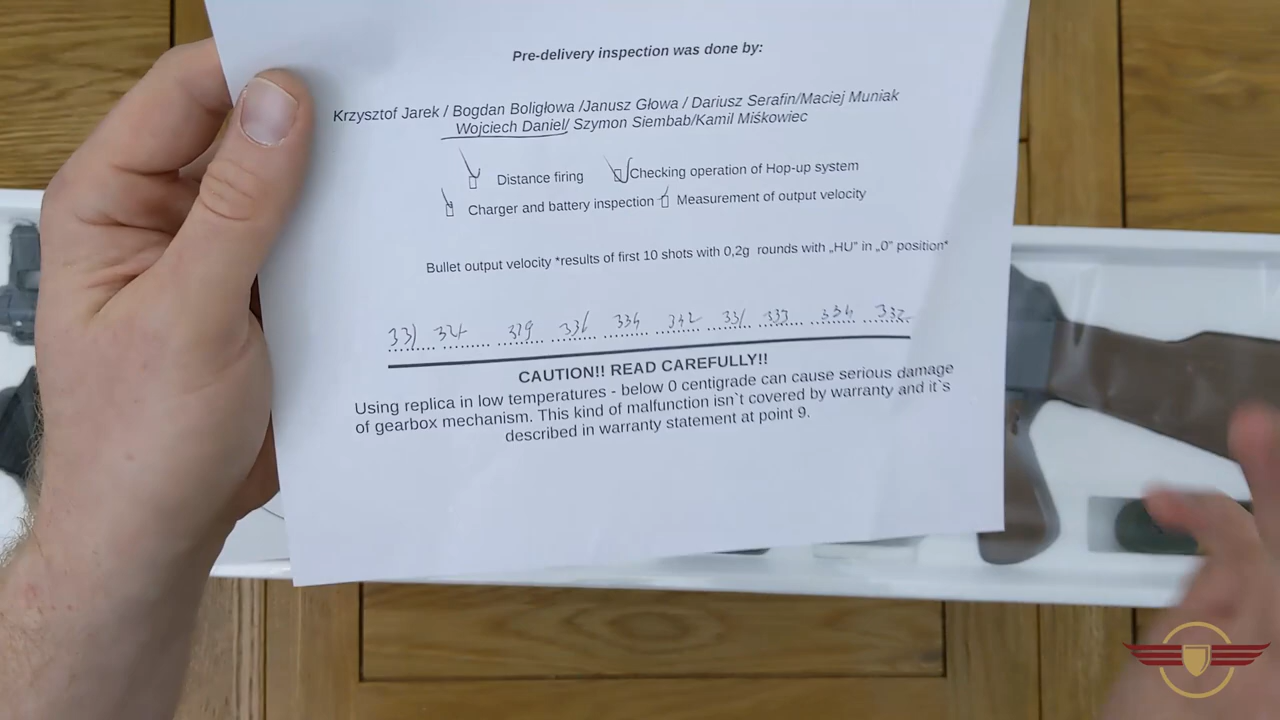 Pre-delivery inspection was done by:
Krzysztof Jarek / Bogdan Boligłowa /Janusz Głowa / Dariusz Serafin/Maciej Muniak
Wojciech Daniel/ Szymon Siembab/Kamil Miśkowiec
Distance firing Checking operation of Hop-up system
Charger and battery inspection Measurement of output velocity
Bullet output velocity *results of first 10 shots with 0,2g rounds with „HU” in „0” position*
331 324 329 336 334 342 331 333 334 332
CAUTION!! READ CAREFULLY!!
Using replica in low temperatures - below 0 centigrade can cause serious damage
of gearbox mechanism. This kind of malfunction isn`t covered by warranty and it`s
described in warranty statement at point 9.